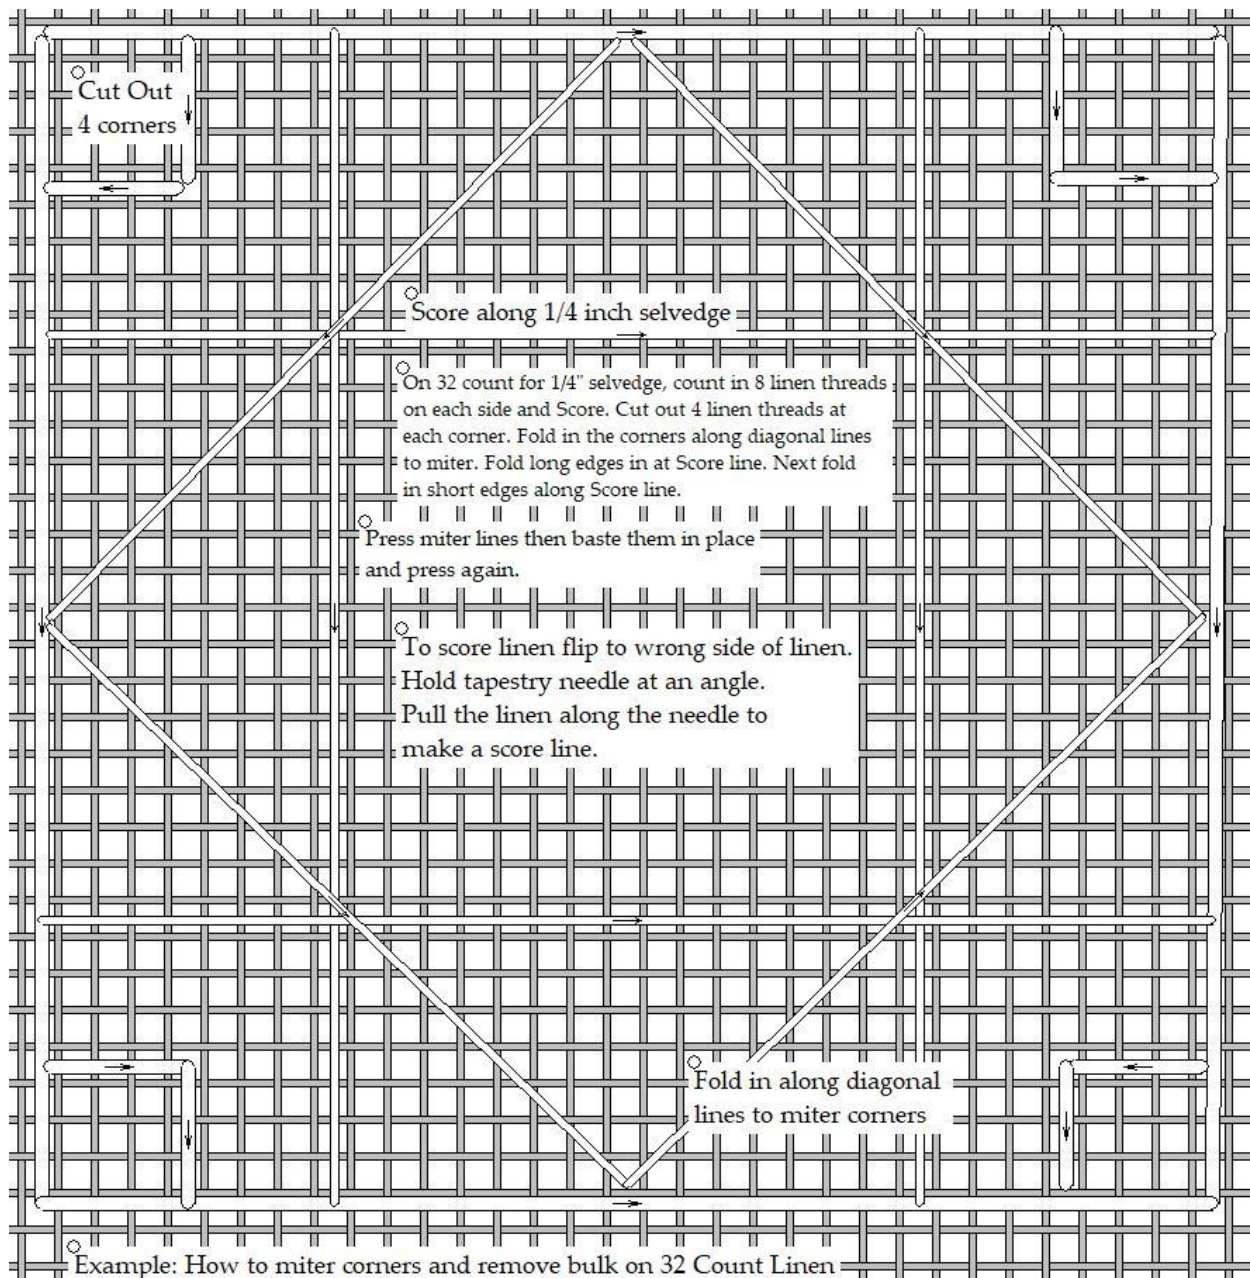 Cut Out
4 corners
Score along 1/4 inch selvedge
On 32 count for 1/4" selvedge, count in 8 linen threads
on each side and Score. Cut out 4 linen threads at
each corner. Fold in the corners along diagonal lines
to miter. Fold long edges in at Score line. Next fold
in short edges along Score line.
Press miter lines then baste them in place
and press again.
To score linen flip to wrong side of linen.
Hold tapestry needle at an angle.
Pull the linen along the needle to
make a score line.
Fold in along diagonal
lines to miter corners
Example: How to miter corners and remove bulk on 32 Count Linen